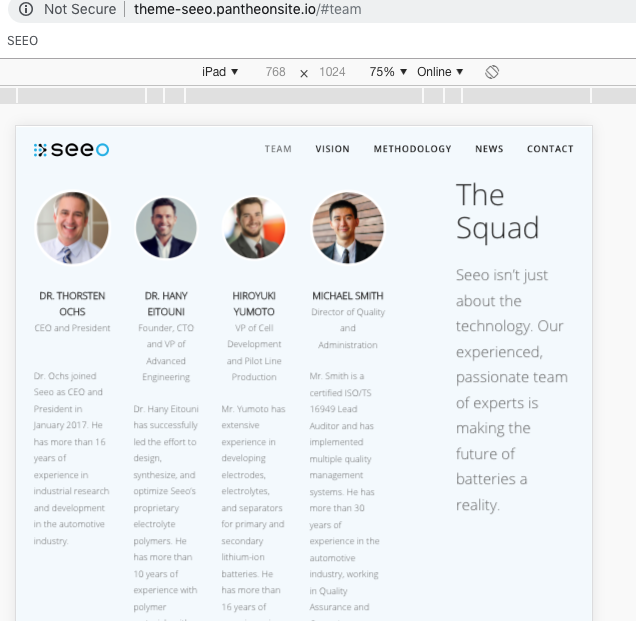 Not Secure | theme-seeo.pantheonsite.io/#team
SEEO
iPad ▼ 768 x 1024 75% ▼ Online ▼
seeo
TEAM VISION METHODOLOGY NEWS CONTACT
DR. THORSTEN
OCHS
CEO and President
Dr. Ochs joined
Seeo as CEO and
President in
January 2017. He
has more than 16
years of
experience in
industrial research
and development
in the automotive
industry.
DR. HANY
EITOUNI
Founder, CTO
and VP of
Advanced
Engineering
Dr. Hany Eitouni
has successfully
led the effort to
design,
synthesize, and
optimize Seeo's
proprietary
electrolyte
polymers. He
has more than
10 years of
experience with
polymer
HIROYUKI
YUMOTO
VP of Cell
Development
and Pilot Line
Production
Mr. Yumoto has
extensive
experience in
developing
electrodes,
electrolytes,
and separators
for primary and
secondary
lithium-ion
batteries. He
has more than
16 years of
MICHAEL SMITH
Director of Quality
and
Administration
Mr. Smith is a
certified ISO/TS
16949 Lead
Auditor and has
implemented
multiple quality
management
systems. He has
more than 30
years of
experience in the
automotive
industry, working
in Quality
Assurance and
The
Squad
Seeo isn't just
about the
technology. Our
experienced,
passionate team
of experts is
making the
future of
batteries a
reality.